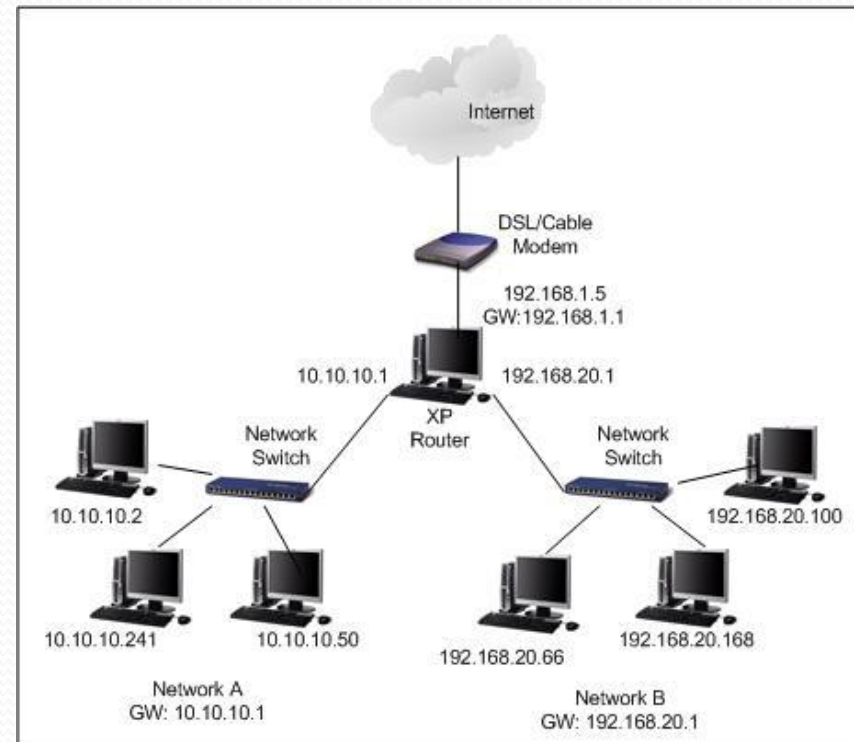 Internet
DSL/Cable
Modem
192.168.1.5
GW:192.168.1.1
10.10.10.1
192.168.20.1
XP
Router
Network
Switch
Network
Switch
10.10.10.2
192.168.20.100
10.10.10.241
10.10.10.50
192.168.20.66
192.168.20.168
Network A
GW: 10.10.10.1
Network B
GW: 192.168.20.1